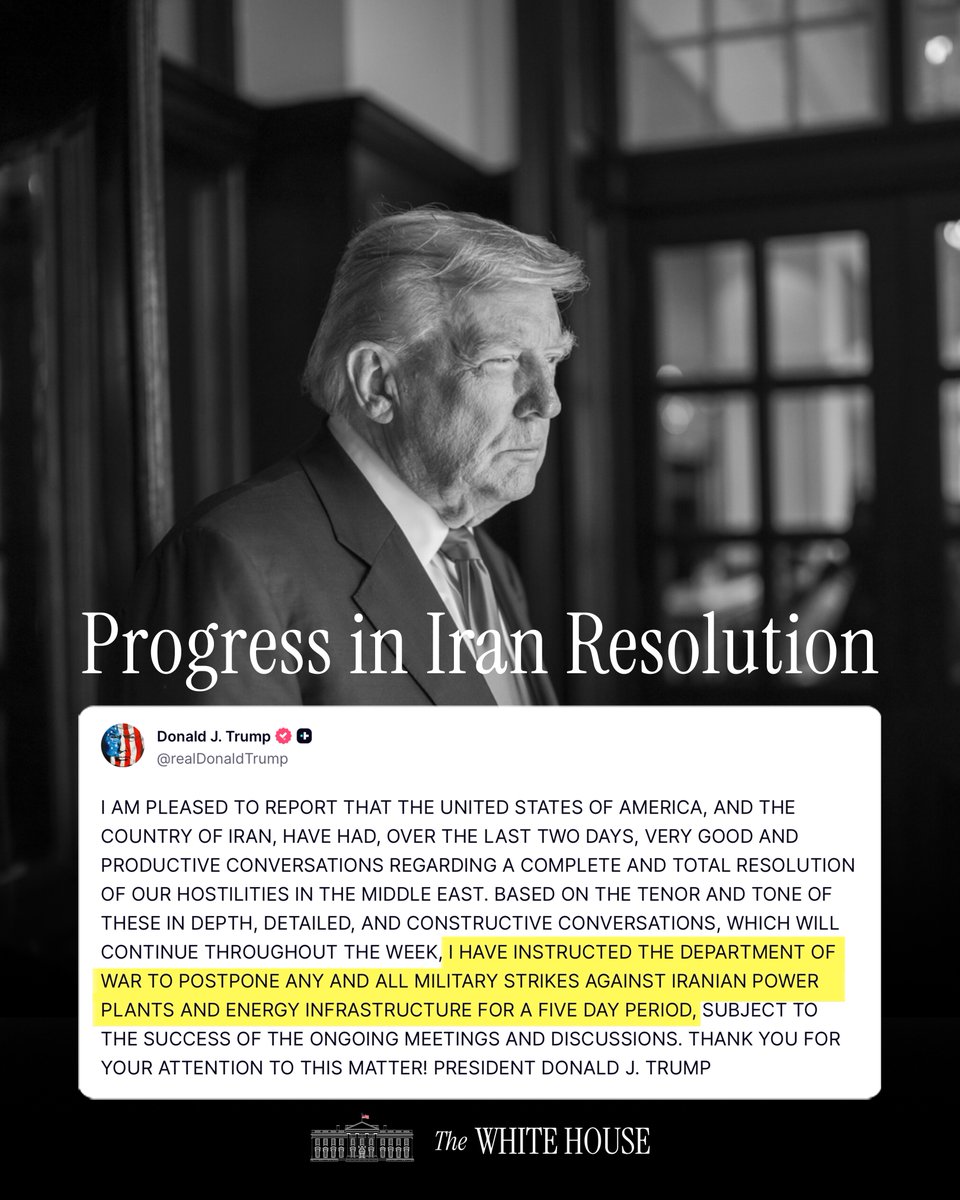 Progress in Iran Resolution
Donald J. Trump
@realDonaldTrump
I AM PLEASED TO REPORT THAT THE UNITED STATES OF AMERICA, AND THE
COUNTRY OF IRAN, HAVE HAD, OVER THE LAST TWO DAYS, VERY GOOD AND
PRODUCTIVE CONVERSATIONS REGARDING A COMPLETE AND TOTAL RESOLUTION
OF OUR HOSTILITIES IN THE MIDDLE EAST. BASED ON THE TENOR AND TONE OF
THESE IN DEPTH, DETAILED, AND CONSTRUCTIVE CONVERSATIONS, WHICH WILL
CONTINUE THROUGHOUT THE WEEK, I HAVE INSTRUCTED THE DEPARTMENT OF
WAR TO POSTPONE ANY AND ALL MILITARY STRIKES AGAINST IRANIAN POWER
PLANTS AND ENERGY INFRASTRUCTURE FOR A FIVE DAY PERIOD, SUBJECT TO
THE SUCCESS OF THE ONGOING MEETINGS AND DISCUSSIONS. THANK YOU FOR
YOUR ATTENTION TO THIS MATTER! PRESIDENT DONALD J. TRUMP
The WHITE HOUSE